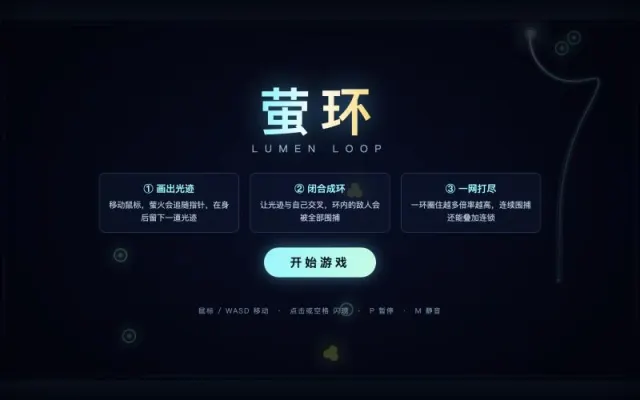 萤环
LUMEN LOOP
① 画出光迹
移动鼠标，萤火会追随指针，在身
后留下一道光迹
② 闭合成环
让光迹与自己交叉，环内的敌人会
被全部围捕
③ 一网打尽
一环圈住越多倍率越高，连续围捕
还能叠加连锁
开始游戏
鼠标 / WASD 移动 · 点击或空格 闪现 · P 暂停 · M 静音